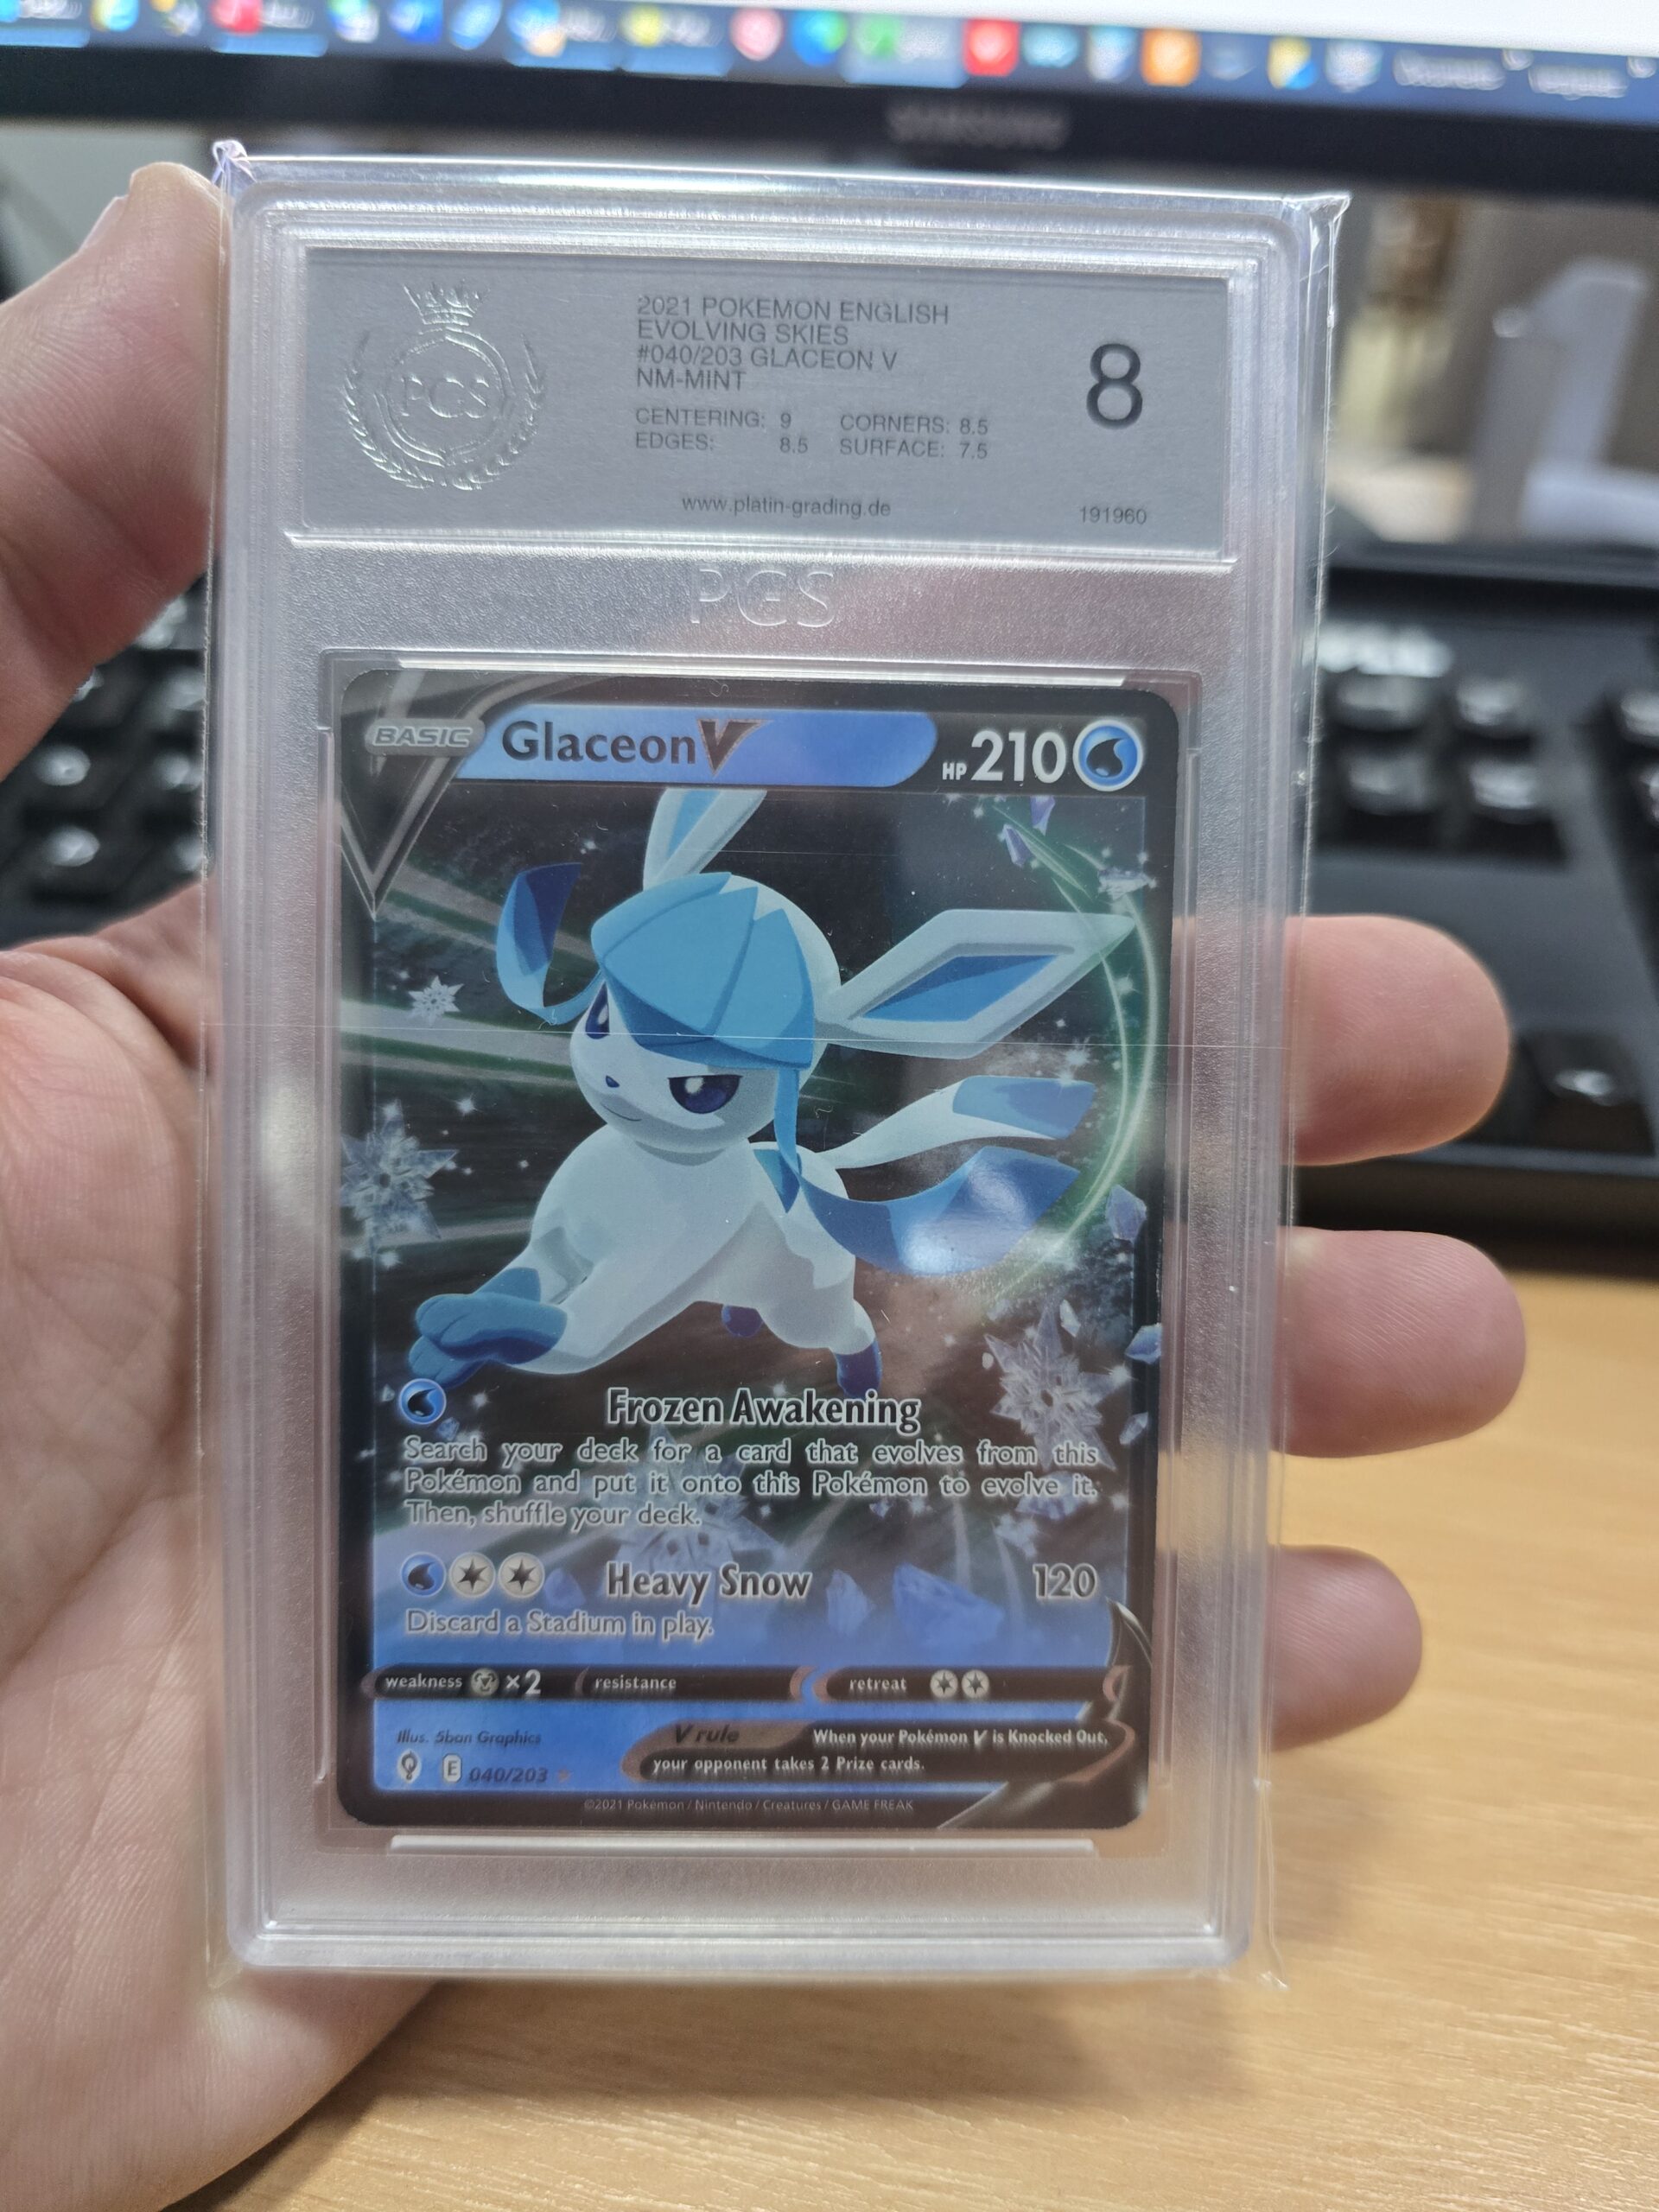 SAMSUNG
PGS
2021 POKEMON ENGLISH
EVOLVING SKIES
#040/203 GLACEON V
NM-MINT
CENTERING: 9 CORNERS: 8.5
EDGES: 8.5 SURFACE: 7.5
8
www.platin-grading.de
191960
PGS
BASIC
Glaceon V
HP 210
Frozen Awakening
Search your deck for a card that evolves from this
Pokémon and put it onto this Pokémon to evolve it.
Then, shuffle your deck.
Heavy Snow 120
Discard a Stadium in play.
weakness ×2 resistance retreat
Illus. 5ban Graphics
V rule When your Pokémon V is Knocked Out,
your opponent takes 2 Prize cards.
E 040/203 ★
©2021 Pokémon / Nintendo / Creatures / GAME FREAK